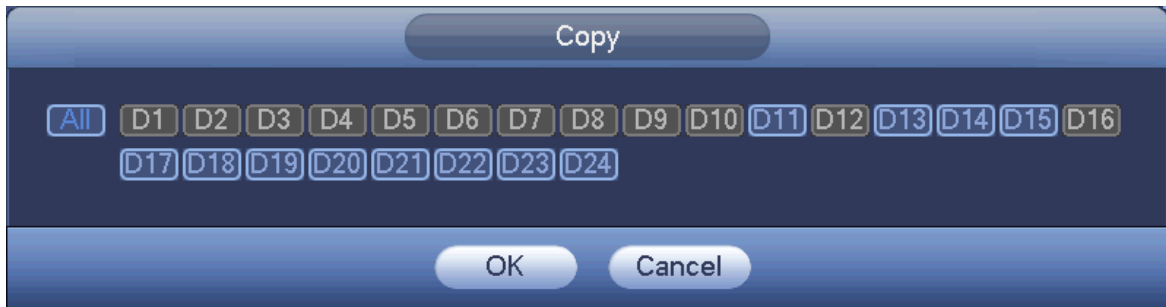 Copy
All D1 D2 D3 D4 D5 D6 D7 D8 D9 D10 D11 D12 D13 D14 D15 D16
D17 D18 D19 D20 D21 D22 D23 D24
OK Cancel